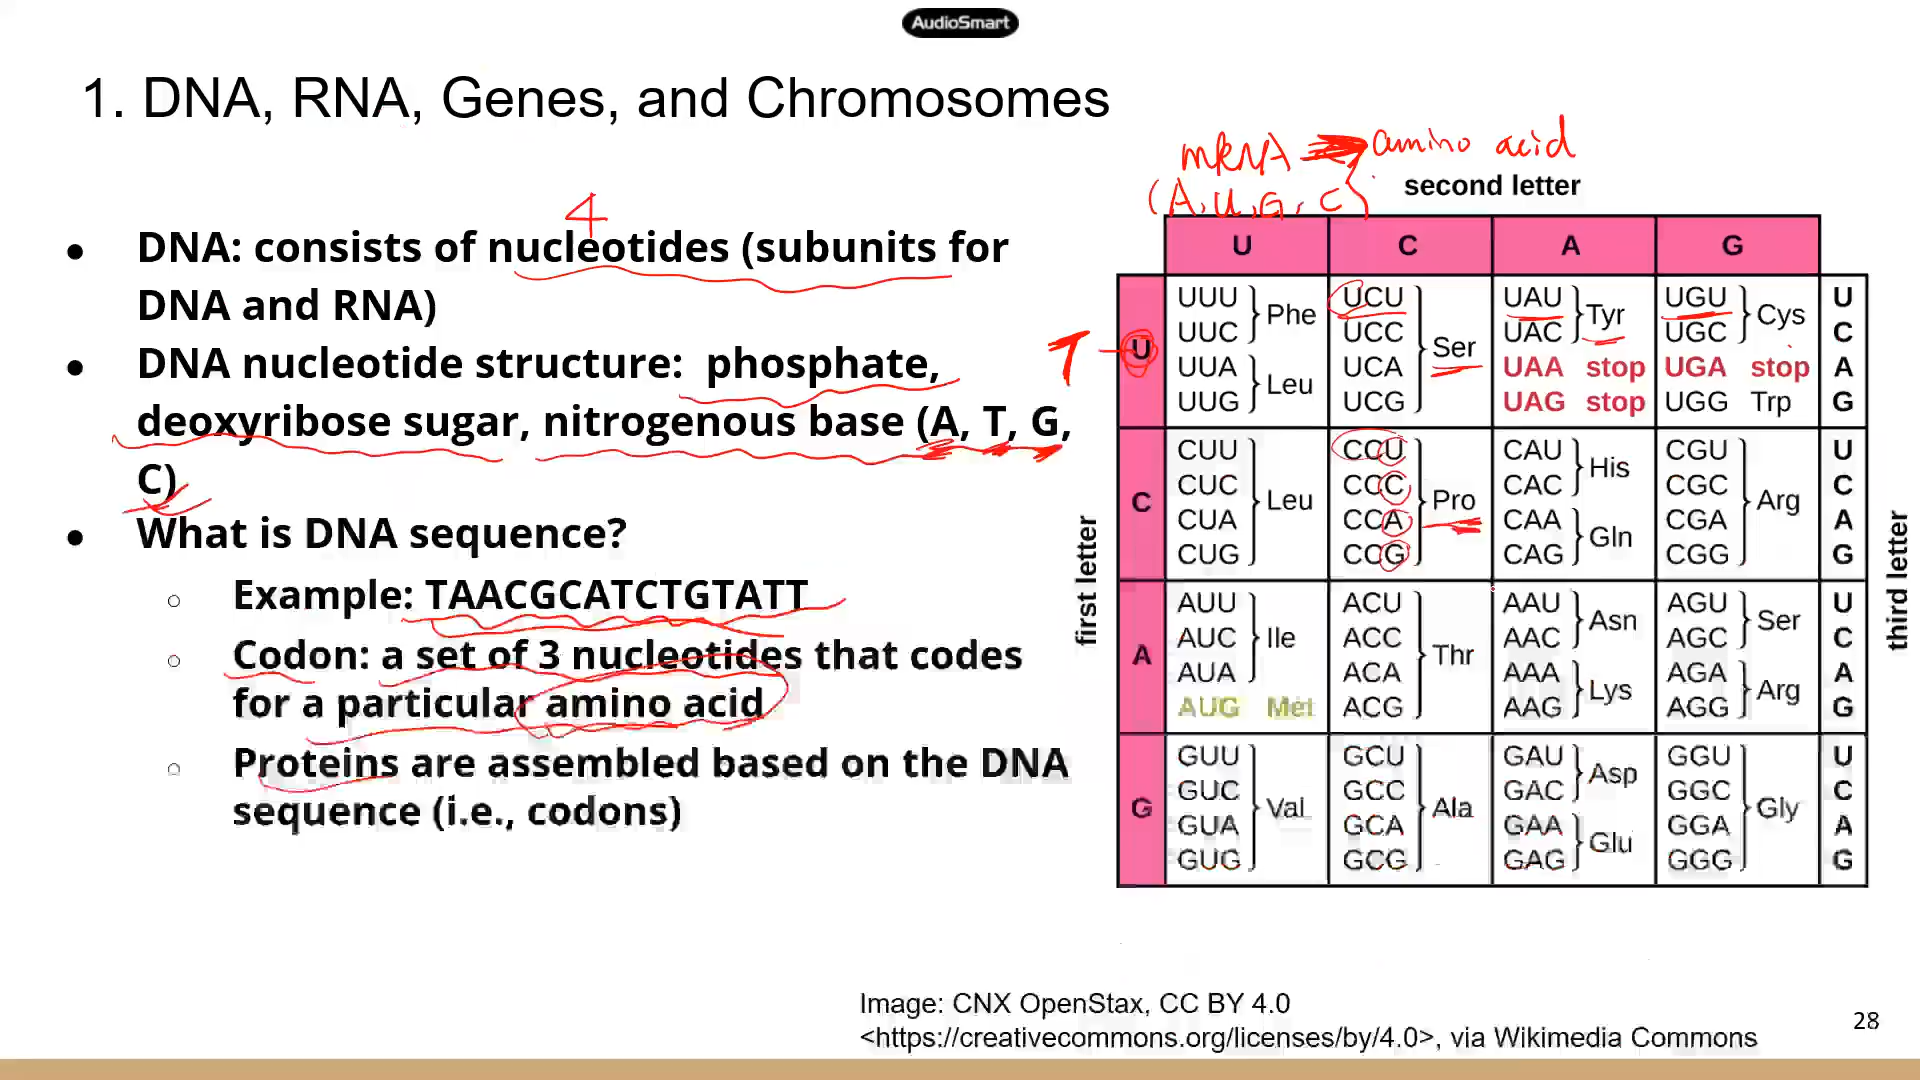 AudioSmart
1. DNA, RNA, Genes, and Chromosomes
mRNA → amino acid
(A, U, G, C)
second letter
4
● DNA: consists of nucleotides (subunits for
DNA and RNA)
● DNA nucleotide structure: phosphate,
deoxyribose sugar, nitrogenous base (A, T, G,
C)
● What is DNA sequence?
○ Example: TAACGCATCTGTATT
○ Codon: a set of 3 nucleotides that codes
for a particular amino acid
○ Proteins are assembled based on the DNA
sequence (i.e., codons)
U C A G
T
first letter
third letter
U
UUU UCU UAU UGU U
Phe Tyr Cys
UUC UCC UAC UGC C
Ser
UUA UCA UAA stop UGA stop A
Leu
UUG UCG UAG stop UGG Trp G
C
CUU CCU CAU CGU U
His
CUC CCC CAC CGC C
Leu Pro Arg
CUA CCA CAA CGA A
Gln
CUG CCG CAG CGG G
A
AUU ACU AAU AGU U
Asn Ser
AUC ACC AAC AGC C
Ile Thr
AUA ACA AAA AGA A
Lys Arg
AUG Met ACG AAG AGG G
G
GUU GCU GAU GGU U
Asp
GUC GCC GAC GGC C
Val Ala Gly
GUA GCA GAA GGA A
Glu
GUG GCG GAG GGG G
Image: CNX OpenStax, CC BY 4.0
<https://creativecommons.org/licenses/by/4.0>, via Wikimedia Commons
28